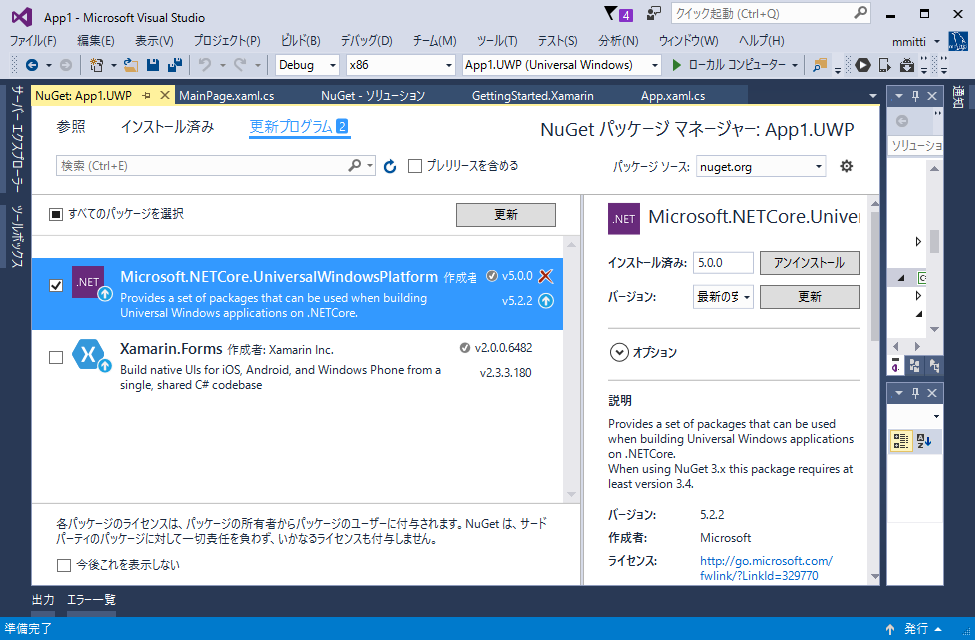 App1 - Microsoft Visual Studio
4
クイック起動 (Ctrl+Q)
ファイル(F) 編集(E) 表示(V) プロジェクト(P) ビルド(B) デバッグ(D) チーム(M) ツール(T) テスト(S) 分析(N) ウィンドウ(W) ヘルプ(H)
mmitti
Debug x86 App1.UWP (Universal Windows) ローカル コンピューター
サーバー エクスプローラー
ツールボックス
NuGet: App1.UWP MainPage.xaml.cs NuGet - ソリューション GettingStarted.Xamarin App.xaml.cs
通知
参照 インストール済み 更新プログラム 2
NuGet パッケージ マネージャー: App1.UWP
検索 (Ctrl+E) プレリリースを含める
パッケージ ソース: nuget.org
ソリューショ
すべてのパッケージを選択 更新
.NET
Microsoft.NETCore.UniversalWindowsPlatform 作成者 v5.0.0
Provides a set of packages that can be used when building
Universal Windows applications on .NETCore.
v5.2.2
Xamarin.Forms 作成者: Xamarin Inc. v2.0.0.6482
Build native UIs for iOS, Android, and Windows Phone from a
single, shared C# codebase
v2.3.3.180
各パッケージのライセンスは、パッケージの所有者からパッケージのユーザーに付与されます。NuGet は、サード
パーティのパッケージに対して一切責任を負わず、いかなるライセンスも付与しません。
今後これを表示しない
.NET Microsoft.NETCore.Univer
インストール済み: 5.0.0 アンインストール
バージョン: 最新の安 更新
オプション
説明
Provides a set of packages that can be used
when building Universal Windows applications
on .NETCore.
When using NuGet 3.x this package requires at
least version 3.4.
バージョン: 5.2.2
作成者: Microsoft
ライセンス: http://go.microsoft.com/
fwlink/?LinkId=329770
出力 エラー一覧
準備完了
発行